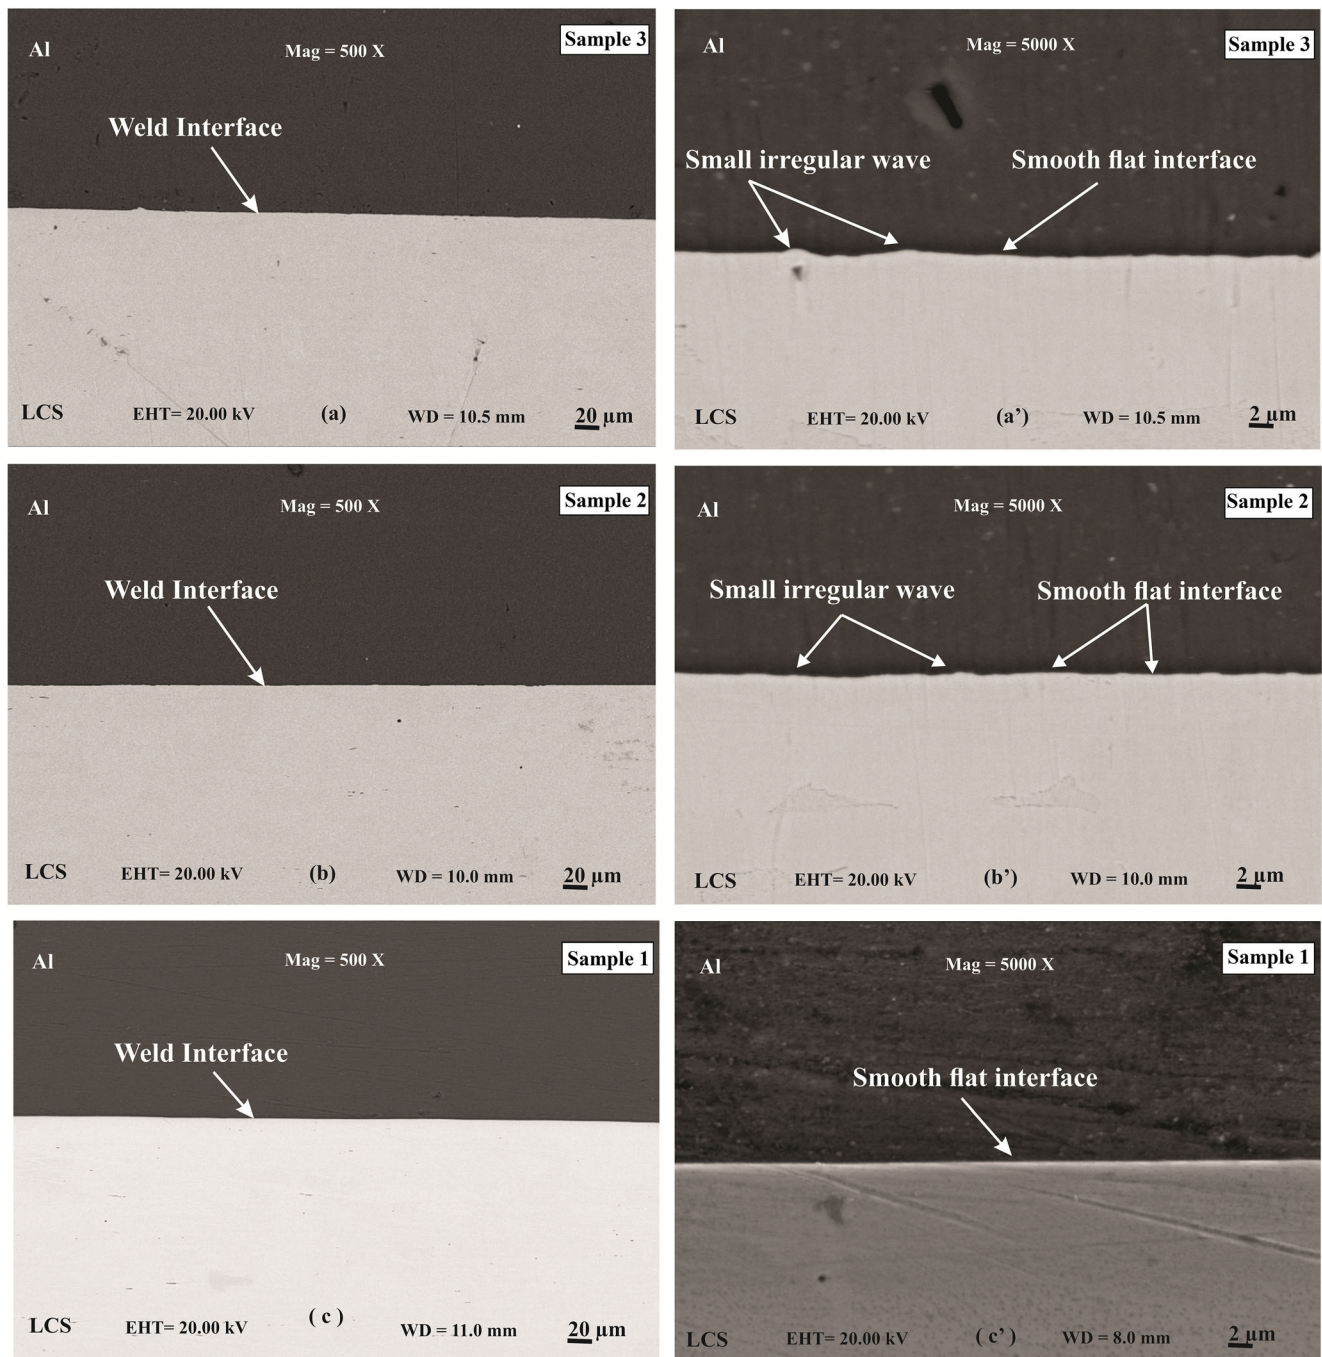 Al
Mag = 500 X
Sample 3
Weld Interface
LCS
EHT= 20.00 kV
(a)
WD = 10.5 mm
20 µm
Al
Mag = 5000 X
Sample 3
Small irregular wave
Smooth flat interface
LCS
EHT= 20.00 kV
(a’)
WD = 10.5 mm
2 µm
Al
Mag = 500 X
Sample 2
Weld Interface
LCS
EHT= 20.00 kV
(b)
WD = 10.0 mm
20 µm
Al
Mag = 5000 X
Sample 2
Small irregular wave
Smooth flat interface
LCS
EHT= 20.00 kV
(b’)
WD = 10.0 mm
2 µm
Al
Mag = 500 X
Sample 1
Weld Interface
LCS
EHT= 20.00 kV
( c )
WD = 11.0 mm
20 µm
Al
Mag = 5000 X
Sample 1
Smooth flat interface
LCS
EHT= 20.00 kV
( c’ )
WD = 8.0 mm
2 µm